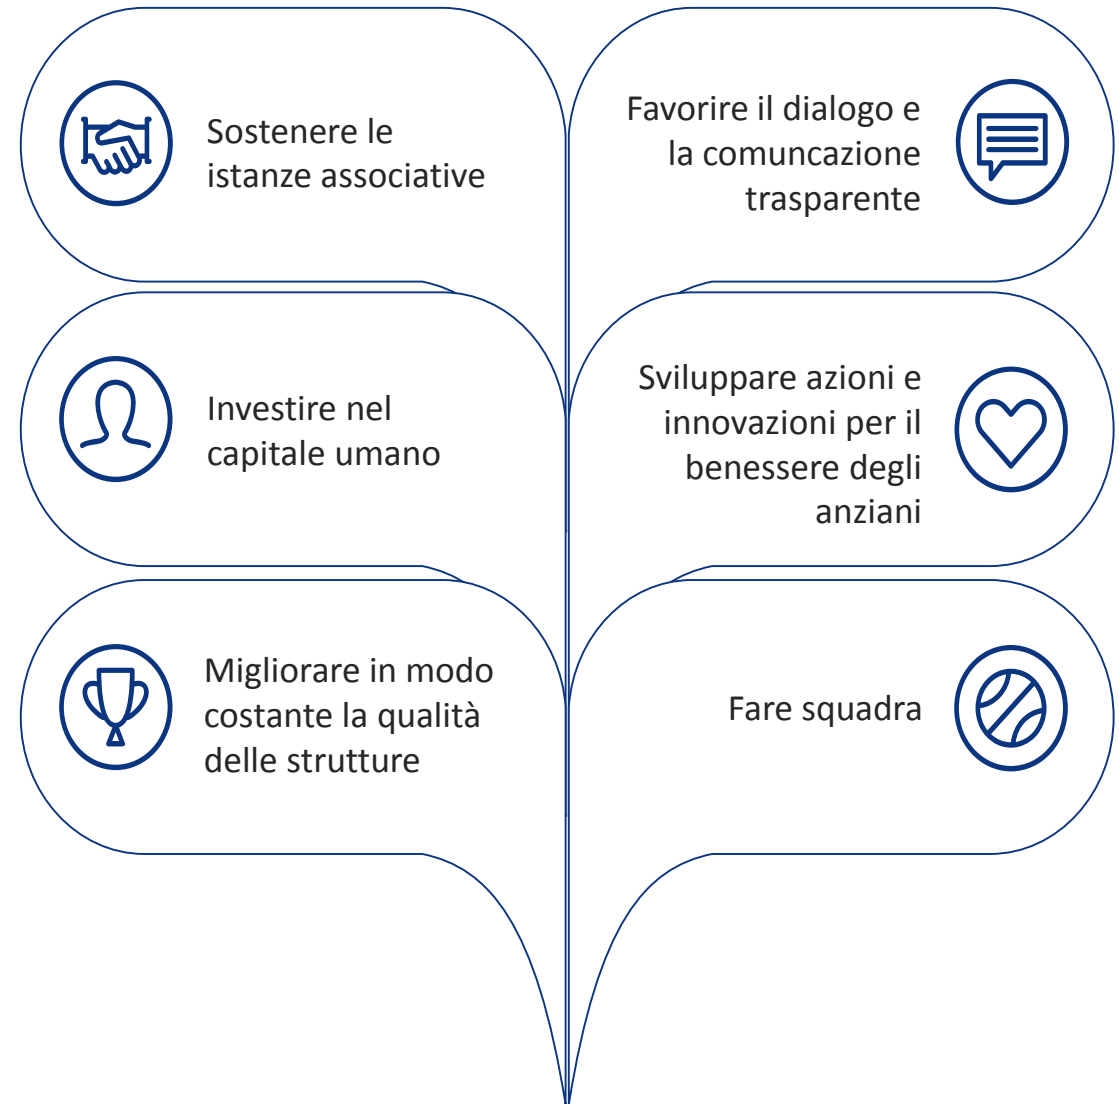 Sostenere le
istanze associative
Favorire il dialogo e
la comuncazione
trasparente
Investire nel
capitale umano
Sviluppare azioni e
innovazioni per il
benessere degli
anziani
Migliorare in modo
costante la qualità
delle strutture
Fare squadra